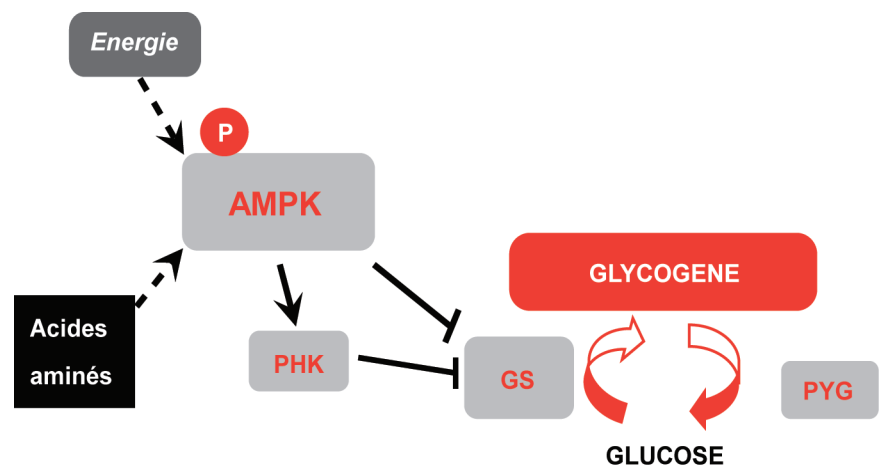 Energie
P
AMPK
GLYCOGENE
Acides
aminés
PHK
GS
PYG
GLUCOSE